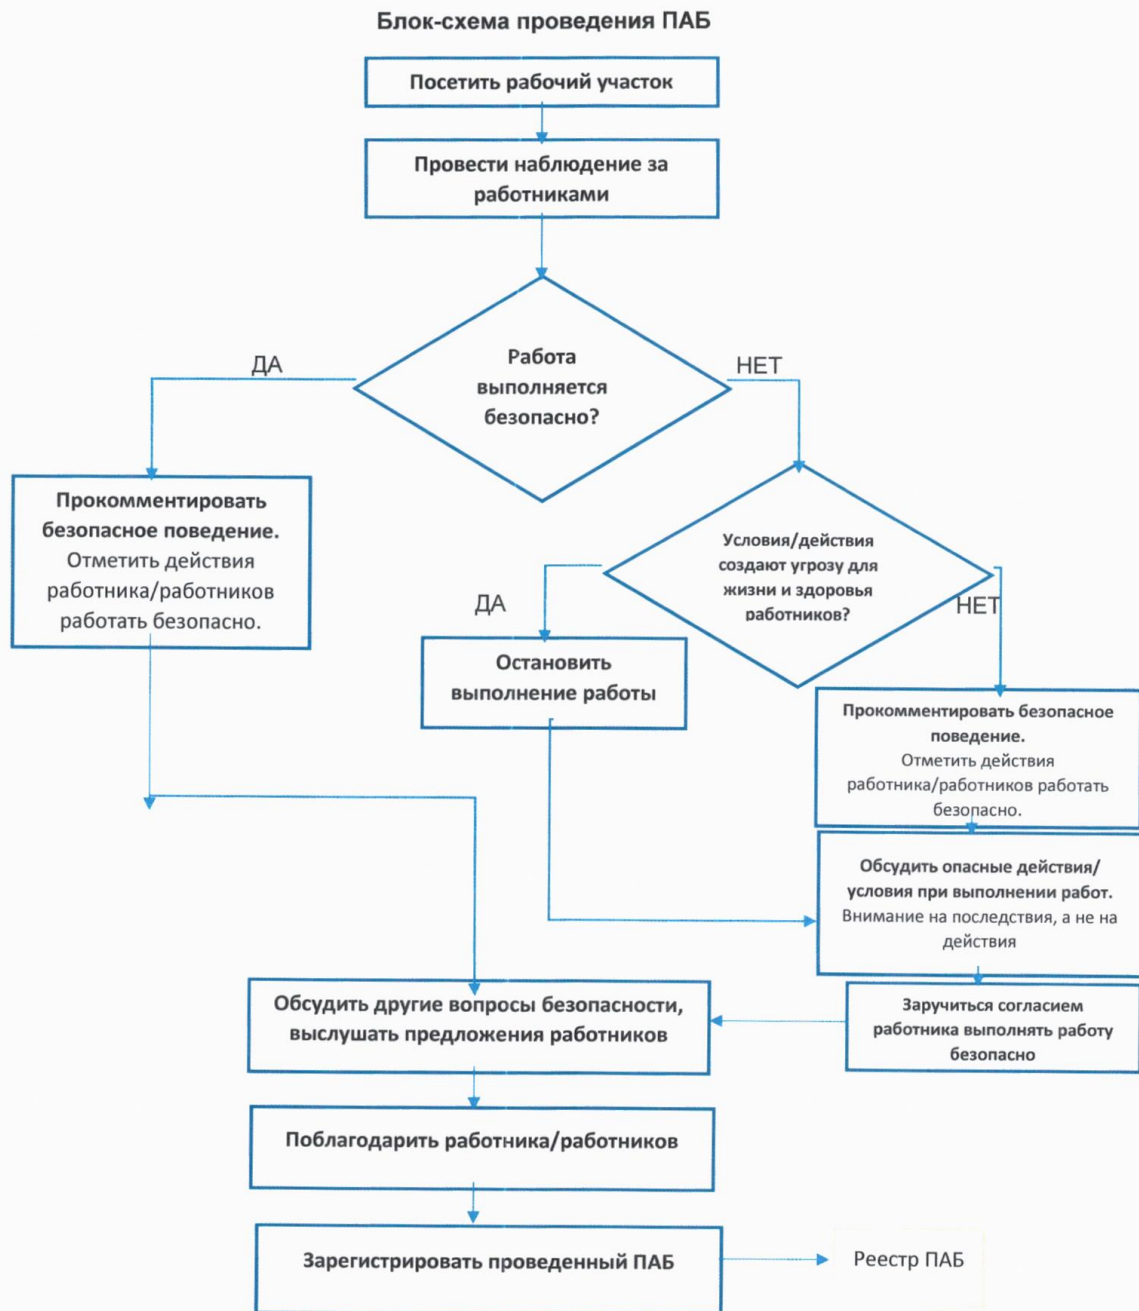 Блок-схема проведения ПАБ
Посетить рабочий участок
Провести наблюдение за
работниками
Работа
выполняется
безопасно?
ДА
НЕТ
Прокомментировать
безопасное поведение.
Отметить действия
работника/работников
работать безопасно.
Условия/действия
создают угрозу для
жизни и здоровья
работников?
ДА
НЕТ
Остановить
выполнение работы
Прокомментировать безопасное
поведение.
Отметить действия
работника/работников работать
безопасно.
Обсудить опасные действия/
условия при выполнении работ.
Внимание на последствия, а не на
действия
Заручиться согласием
работника выполнять работу
безопасно
Обсудить другие вопросы безопасности,
выслушать предложения работников
Поблагодарить работника/работников
Зарегистрировать проведенный ПАБ
Реестр ПАБ